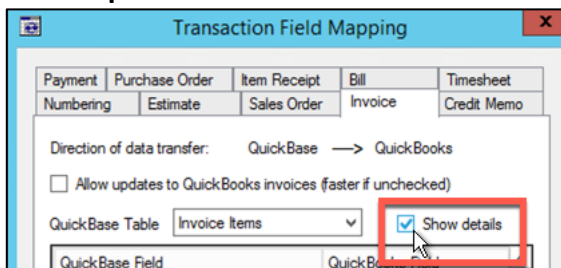 Transaction Field Mapping
x
Payment Purchase Order Item Receipt Bill Timesheet
Numbering Estimate Sales Order Invoice Credit Memo
Direction of data transfer: QuickBase —> QuickBooks
Allow updates to QuickBooks invoices (faster if unchecked)
QuickBase Table Invoice Items Show details
QuickBase Field